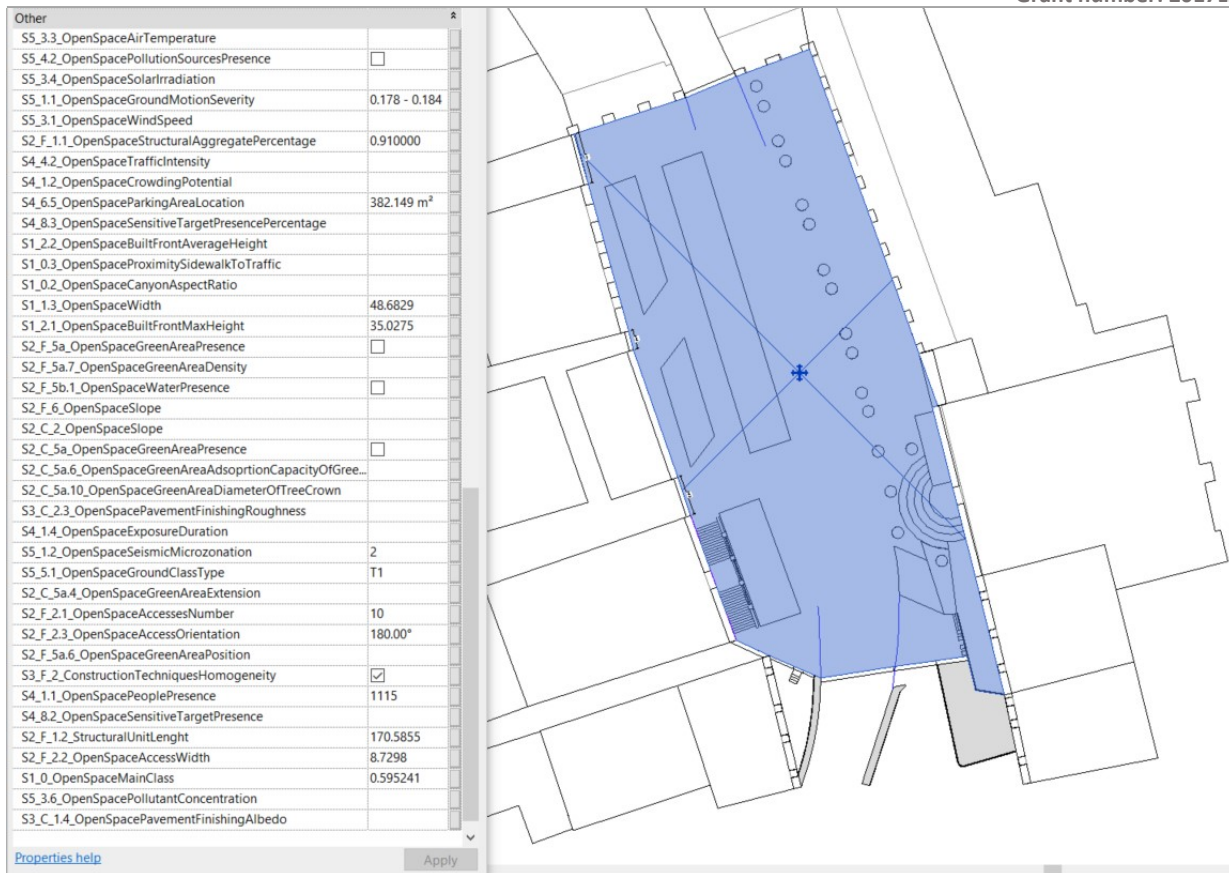 Other
S5_3.3_OpenSpaceAirTemperature
S5_4.2_OpenSpacePollutionSourcesPresence
S5_3.4_OpenSpaceSolarIrradiation
S5_1.1_OpenSpaceGroundMotionSeverity 0.178 - 0.184
S5_3.1_OpenSpaceWindSpeed
S2_F_1.1_OpenSpaceStructuralAggregatePercentage 0.910000
S4_4.2_OpenSpaceTrafficIntensity
S4_1.2_OpenSpaceCrowdingPotential
S4_6.5_OpenSpaceParkingAreaLocation 382.149 m²
S4_8.3_OpenSpaceSensitiveTargetPresencePercentage
S1_2.2_OpenSpaceBuiltFrontAverageHeight
S1_0.3_OpenSpaceProximitySidewalkToTraffic
S1_0.2_OpenSpaceCanyonAspectRatio
S1_1.3_OpenSpaceWidth 48.6829
S1_2.1_OpenSpaceBuiltFrontMaxHeight 35.0275
S2_F_5a_OpenSpaceGreenAreaPresence
S2_F_5a.7_OpenSpaceGreenAreaDensity
S2_F_5b.1_OpenSpaceWaterPresence
S2_F_6_OpenSpaceSlope
S2_C_2_OpenSpaceSlope
S2_C_5a_OpenSpaceGreenAreaPresence
S2_C_5a.6_OpenSpaceGreenAreaAdsoprtionCapacityOfGree...
S2_C_5a.10_OpenSpaceGreenAreaDiameterOfTreeCrown
S3_C_2.3_OpenSpacePavementFinishingRoughness
S4_1.4_OpenSpaceExposureDuration
S5_1.2_OpenSpaceSeismicMicrozonation 2
S5_5.1_OpenSpaceGroundClassType T1
S2_C_5a.4_OpenSpaceGreenAreaExtension
S2_F_2.1_OpenSpaceAccessesNumber 10
S2_F_2.3_OpenSpaceAccessOrientation 180.00°
S2_F_5a.6_OpenSpaceGreenAreaPosition
S3_F_2_ConstructionTechniquesHomogeneity
S4_1.1_OpenSpacePeoplePresence 1115
S4_8.2_OpenSpaceSensitiveTargetPresence
S2_F_1.2_StructuralUnitLenght 170.5855
S2_F_2.2_OpenSpaceAccessWidth 8.7298
S1_0_OpenSpaceMainClass 0.595241
S5_3.6_OpenSpacePollutantConcentration
S3_C_1.4_OpenSpacePavementFinishingAlbedo
Properties help Apply